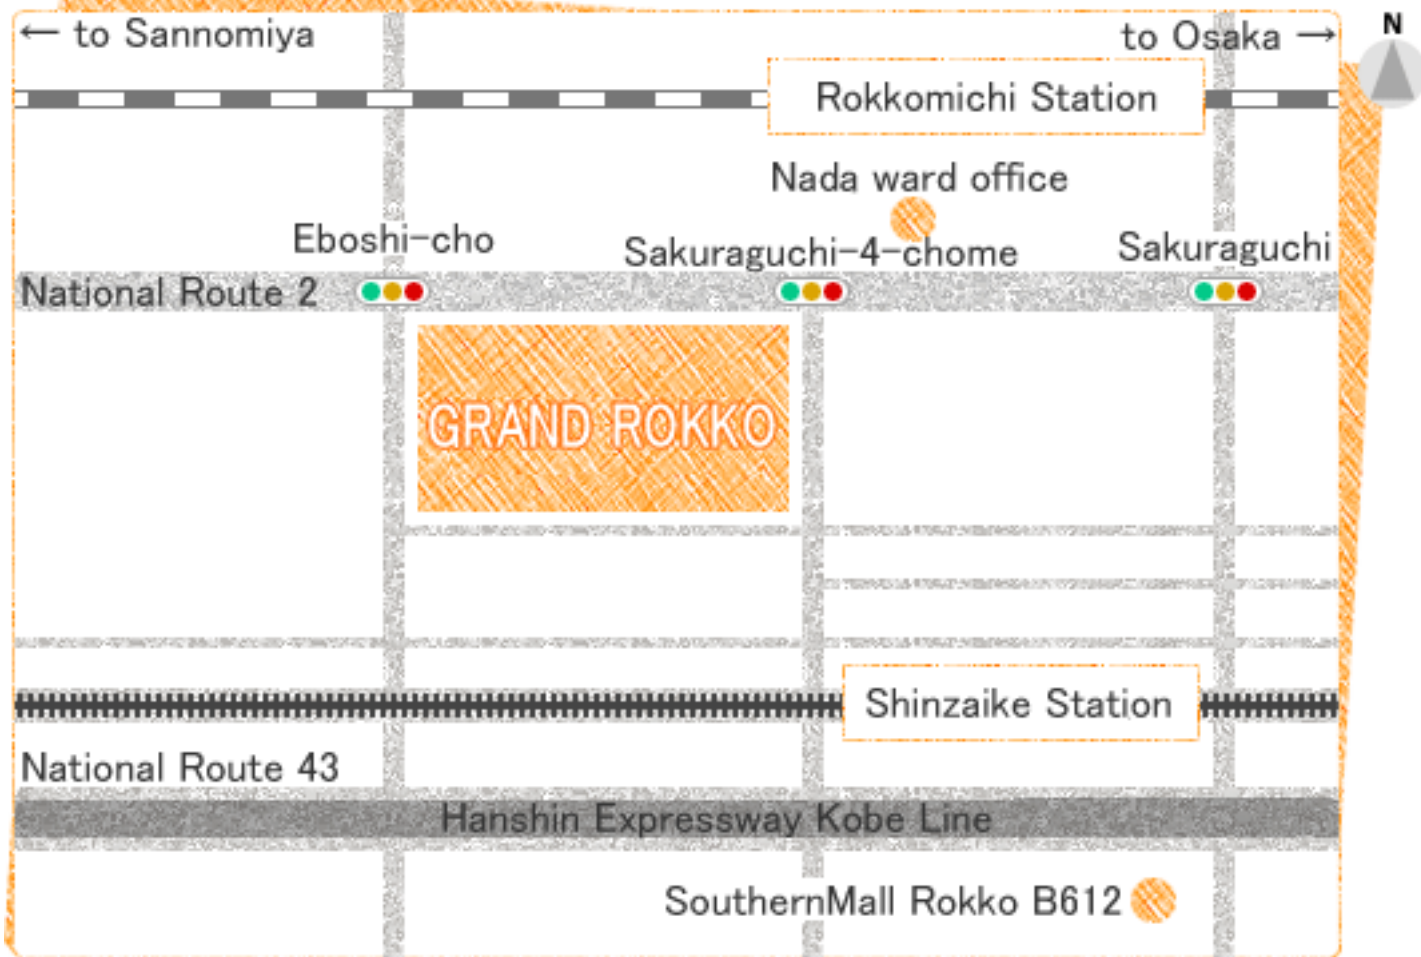 ← to Sannomiya
to Osaka →
N
Rokkomichi Station
Nada ward office
Eboshi-cho
Sakuraguchi-4-chome
Sakuraguchi
National Route 2
GRAND ROKKO
Shinzaike Station
National Route 43
Hanshin Expressway Kobe Line
SouthernMall Rokko B612